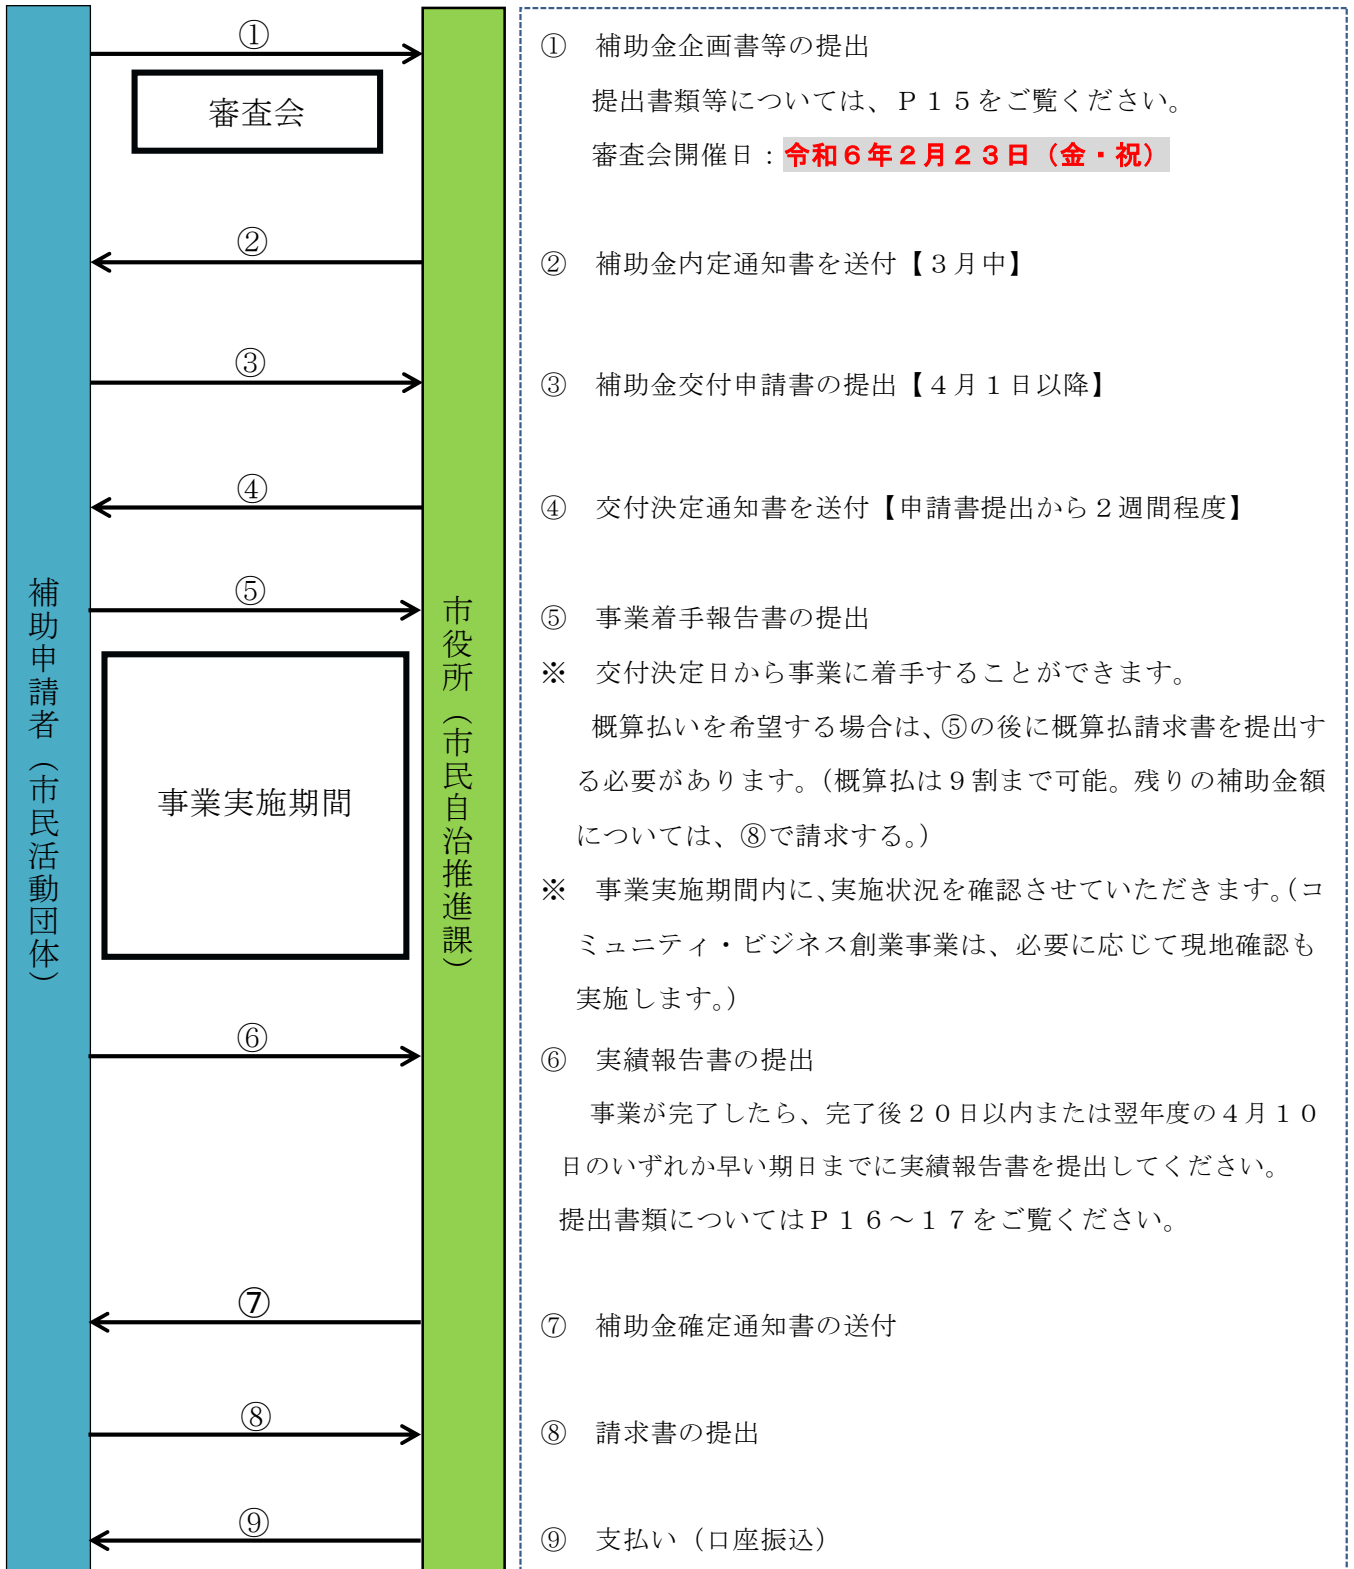 補助申請者（市民活動団体）
①
審査会
②
③
④
⑤
事業実施期間
⑥
⑦
⑧
⑨
市役所（市民自治推進課）
①　補助金企画書等の提出
提出書類等については、Ｐ１５をご覧ください。
審査会開催日：令和６年２月２３日（金・祝）
②　補助金内定通知書を送付【３月中】
③　補助金交付申請書の提出【４月１日以降】
④　交付決定通知書を送付【申請書提出から２週間程度】
⑤　事業着手報告書の提出
※　交付決定日から事業に着手することができます。
概算払いを希望する場合は、⑤の後に概算払請求書を提出す
る必要があります。（概算払は９割まで可能。残りの補助金額
については、⑧で請求する。）
※　事業実施期間内に、実施状況を確認させていただきます。（コ
ミュニティ・ビジネス創業事業は、必要に応じて現地確認も
実施します。）
⑥　実績報告書の提出
事業が完了したら、完了後２０日以内または翌年度の４月１０
日のいずれか早い期日までに実績報告書を提出してください。
提出書類についてはＰ１６～１７をご覧ください。
⑦　補助金確定通知書の送付
⑧　請求書の提出
⑨　支払い（口座振込）